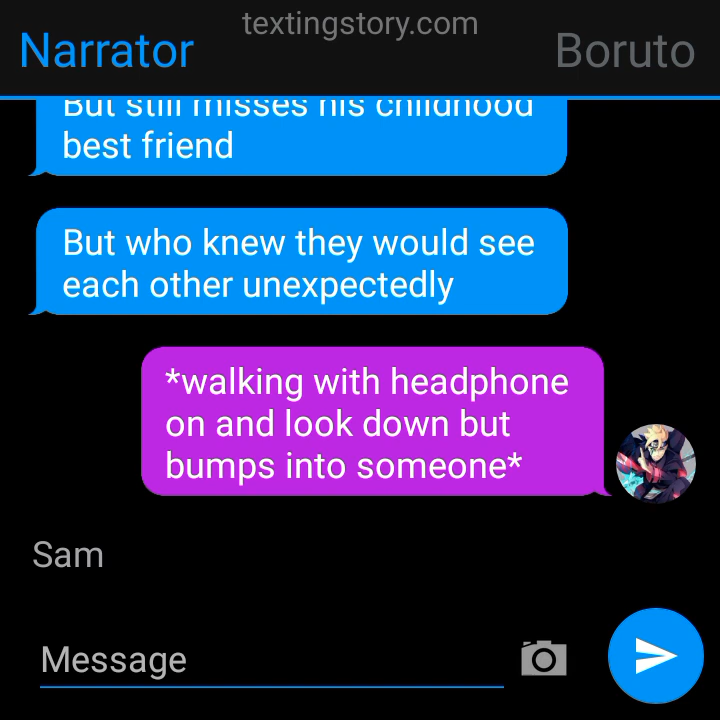 textingstory.com
Narrator
Boruto
But still misses his childhood
best friend
But who knew they would see
each other unexpectedly
*walking with headphone
on and look down but
bumps into someone*
Sam
Message